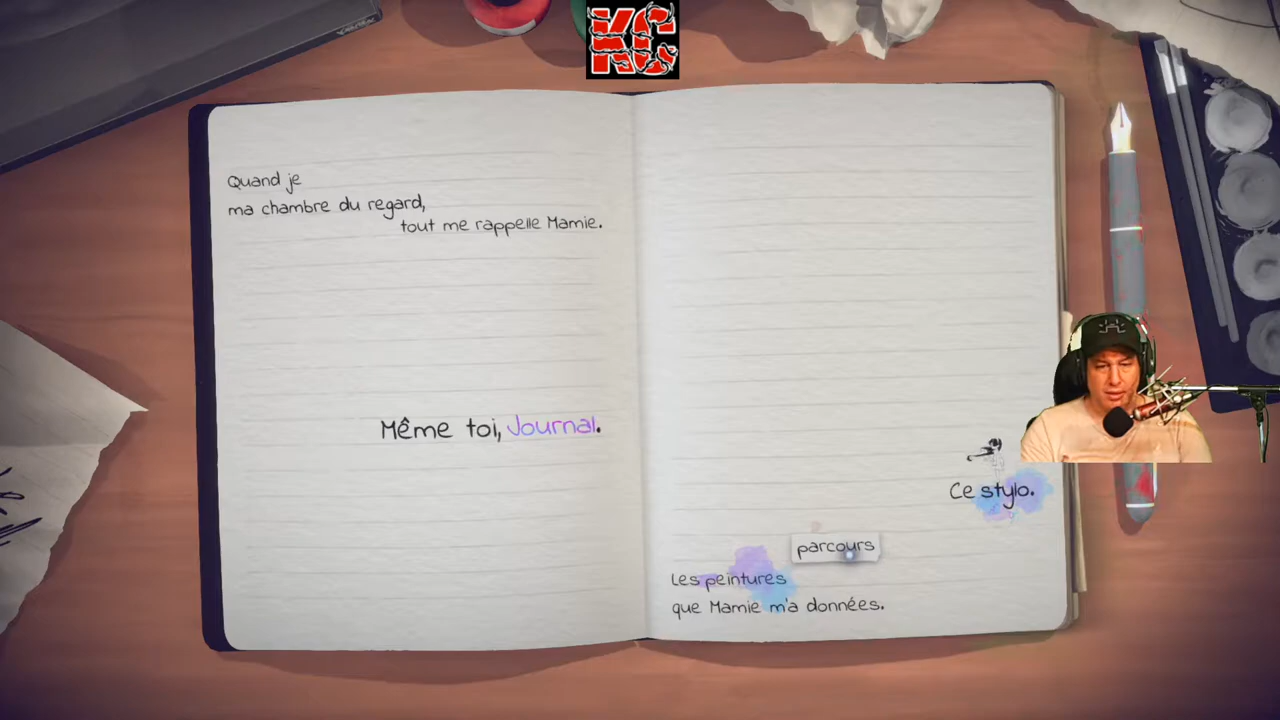 KC
Quand je
ma chambre du regard,
tout me rappelle Mamie.
Même toi, Journal.
Ce stylo.
parcours
Les peintures
que Mamie m'a données.